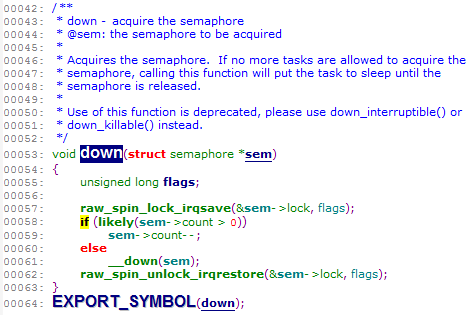 00042: /**
00043:  * down - acquire the semaphore
00044:  * @sem: the semaphore to be acquired
00045:  *
00046:  * Acquires the semaphore.  If no more tasks are allowed to acquire the
00047:  * semaphore, calling this function will put the task to sleep until the
00048:  * semaphore is released.
00049:  *
00050:  * Use of this function is deprecated, please use down_interruptible() or
00051:  * down_killable() instead.
00052:  */
00053: void down(struct semaphore *sem)
00054: {
00055:     unsigned long flags;
00056:
00057:     raw_spin_lock_irqsave(&sem->lock, flags);
00058:     if (likely(sem->count > 0))
00059:         sem->count--;
00060:     else
00061:         __down(sem);
00062:     raw_spin_unlock_irqrestore(&sem->lock, flags);
00063: }
00064: EXPORT_SYMBOL(down);